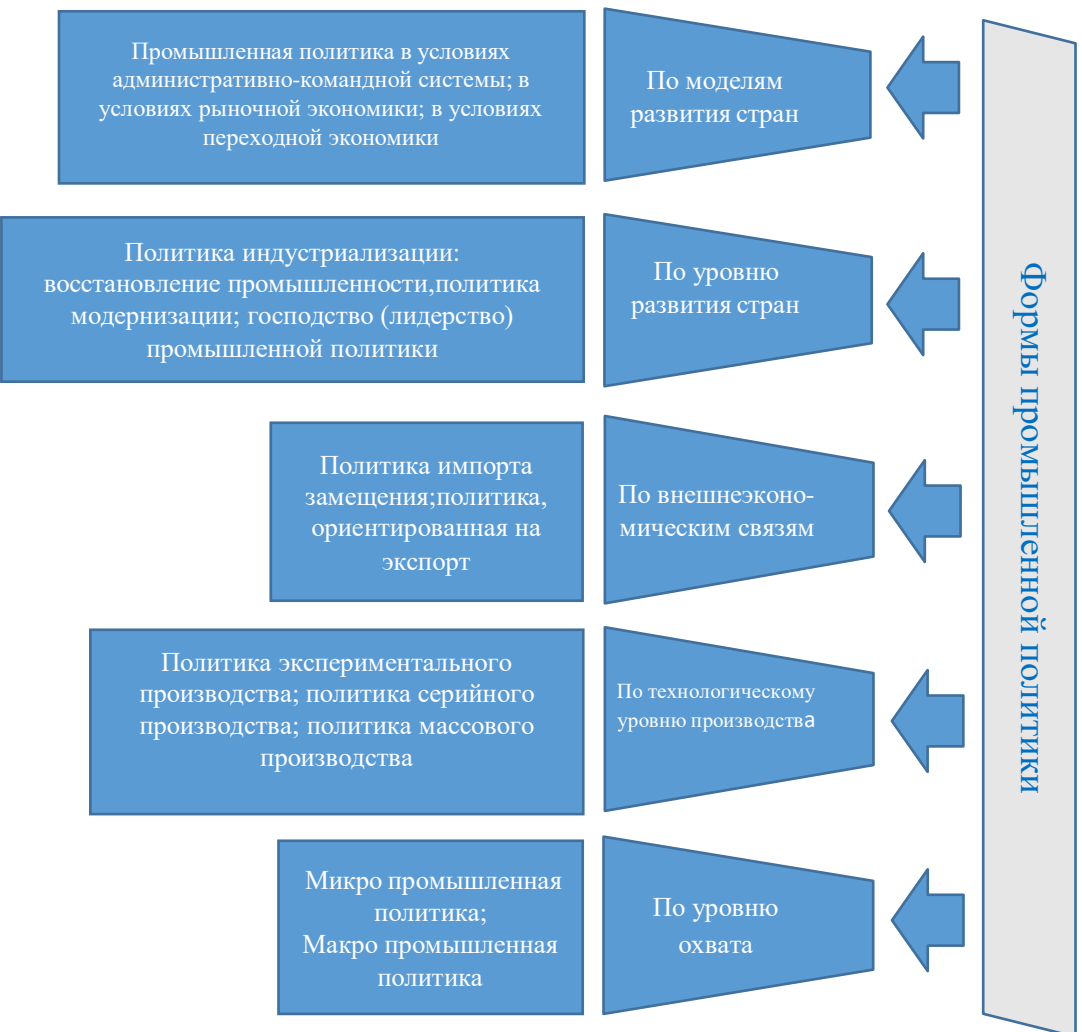 Промышленная политика в условиях
административно-командной системы; в
условиях рыночной экономики; в условиях
переходной экономики
По моделям
развития стран
Политика индустриализации:
восстановление промышленности,политика
модернизации; господство (лидерство)
промышленной политики
По уровню
развития стран
Политика импорта
замещения;политика,
ориентированная на
экспорт
По внешнеэконо-
мическим связям
Политика экспериментального
производства; политика серийного
производства; политика массового
производства
По технологическому
уровню производства
Микро промышленная
политика;
Макро промышленная
политика
По уровню
охвата
Формы промышленной политики